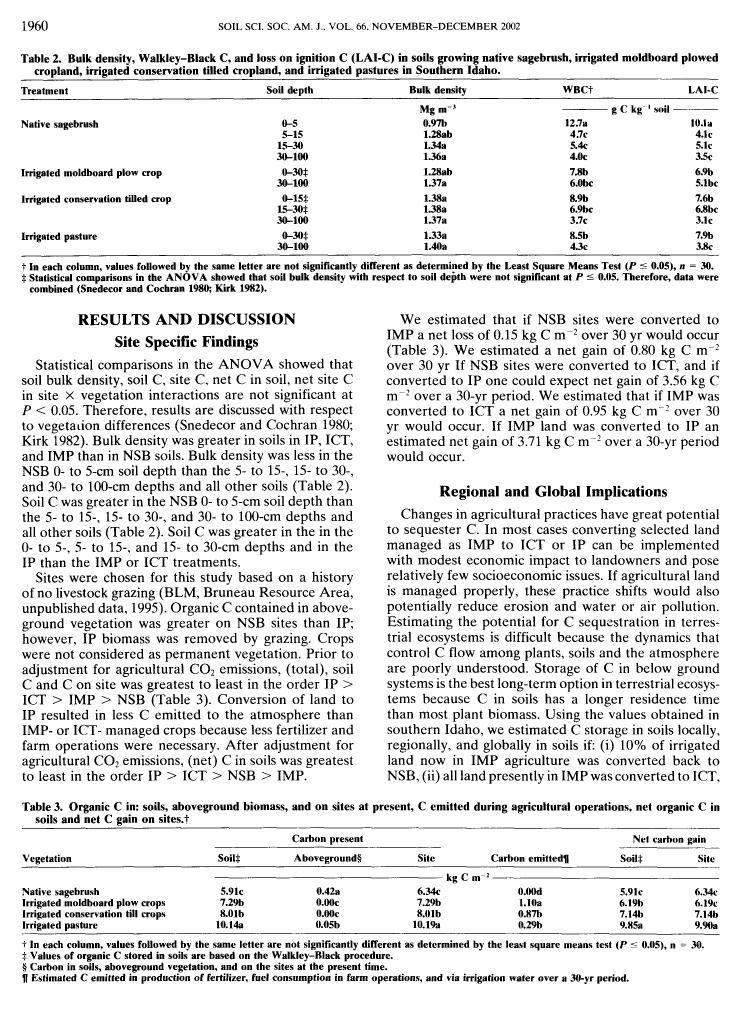 1960
SOIL SCI. SOC. AM. J., VOL. 66, NOVEMBER–DECEMBER 2002
Table 2. Bulk density, Walkley–Black C, and loss on ignition C (LAI-C) in soils growing native sagebrush, irrigated moldboard plowed
cropland, irrigated conservation tilled cropland, and irrigated pastures in Southern Idaho.
Treatment Soil depth Bulk density WBC† LAI-C
Mg m⁻³ g C kg⁻¹ soil
Native sagebrush 0–5 0.97b 12.7a 10.1a
5–15 1.28ab 4.7c 4.1c
15–30 1.34a 5.4c 5.1c
30–100 1.36a 4.0c 3.5c
Irrigated moldboard plow crop 0–30‡ 1.28ab 7.8b 6.9b
30–100 1.37a 6.0bc 5.1bc
Irrigated conservation tilled crop 0–15‡ 1.38a 8.9b 7.6b
15–30‡ 1.38a 6.9bc 6.8bc
30–100 1.37a 3.7c 3.1c
Irrigated pasture 0–30‡ 1.33a 8.5b 7.9b
30–100 1.40a 4.3c 3.8c
† In each column, values followed by the same letter are not significantly different as determined by the Least Square Means Test (P ≤ 0.05), n = 30.
‡ Statistical comparisons in the ANOVA showed that soil bulk density with respect to soil depth were not significant at P ≤ 0.05. Therefore, data were
combined (Snedecor and Cochran 1980; Kirk 1982).
RESULTS AND DISCUSSION
Site Specific Findings
Statistical comparisons in the ANOVA showed that
soil bulk density, soil C, site C, net C in soil, net site C
in site × vegetation interactions are not significant at
P < 0.05. Therefore, results are discussed with respect
to vegetation differences (Snedecor and Cochran 1980;
Kirk 1982). Bulk density was greater in soils in IP, ICT,
and IMP than in NSB soils. Bulk density was less in the
NSB 0- to 5-cm soil depth than the 5- to 15-, 15- to 30-,
and 30- to 100-cm depths and all other soils (Table 2).
Soil C was greater in the NSB 0- to 5-cm soil depth than
the 5- to 15-, 15- to 30-, and 30- to 100-cm depths and
all other soils (Table 2). Soil C was greater in the in the
0- to 5-, 5- to 15-, and 15- to 30-cm depths and in the
IP than the IMP or ICT treatments.
Sites were chosen for this study based on a history
of no livestock grazing (BLM, Bruneau Resource Area,
unpublished data, 1995). Organic C contained in above-
ground vegetation was greater on NSB sites than IP;
however, IP biomass was removed by grazing. Crops
were not considered as permanent vegetation. Prior to
adjustment for agricultural CO₂ emissions, (total), soil
C and C on site was greatest to least in the order IP >
ICT > IMP > NSB (Table 3). Conversion of land to
IP resulted in less C emitted to the atmosphere than
IMP- or ICT- managed crops because less fertilizer and
farm operations were necessary. After adjustment for
agricultural CO₂ emissions, (net) C in soils was greatest
to least in the order IP > ICT > NSB > IMP.
We estimated that if NSB sites were converted to
IMP a net loss of 0.15 kg C m⁻² over 30 yr would occur
(Table 3). We estimated a net gain of 0.80 kg C m⁻²
over 30 yr If NSB sites were converted to ICT, and if
converted to IP one could expect net gain of 3.56 kg C
m⁻² over a 30-yr period. We estimated that if IMP was
converted to ICT a net gain of 0.95 kg C m⁻² over 30
yr would occur. If IMP land was converted to IP an
estimated net gain of 3.71 kg C m⁻² over a 30-yr period
would occur.
Regional and Global Implications
Changes in agricultural practices have great potential
to sequester C. In most cases converting selected land
managed as IMP to ICT or IP can be implemented
with modest economic impact to landowners and pose
relatively few socioeconomic issues. If agricultural land
is managed properly, these practice shifts would also
potentially reduce erosion and water or air pollution.
Estimating the potential for C sequestration in terres-
trial ecosystems is difficult because the dynamics that
control C flow among plants, soils and the atmosphere
are poorly understood. Storage of C in below ground
systems is the best long-term option in terrestrial ecosys-
tems because C in soils has a longer residence time
than most plant biomass. Using the values obtained in
southern Idaho, we estimated C storage in soils locally,
regionally, and globally in soils if: (i) 10% of irrigated
land now in IMP agriculture was converted back to
NSB, (ii) all land presently in IMP was converted to ICT,
Table 3. Organic C in: soils, aboveground biomass, and on sites at present, C emitted during agricultural operations, net organic C in
soils and net C gain on sites.†
Carbon present Net carbon gain
Vegetation Soil‡ Aboveground§ Site Carbon emitted¶ Soil‡ Site
kg C m⁻²
Native sagebrush 5.91c 0.42a 6.34c 0.00d 5.91c 6.34c
Irrigated moldboard plow crops 7.29b 0.00c 7.29b 1.10a 6.19b 6.19c
Irrigated conservation till crops 8.01b 0.00c 8.01b 0.87b 7.14b 7.14b
Irrigated pasture 10.14a 0.05b 10.19a 0.29b 9.85a 9.90a
† In each column, values followed by the same letter are not significantly different as determined by the least square means test (P ≤ 0.05), n = 30.
‡ Values of organic C stored in soils are based on the Walkley–Black procedure.
§ Carbon in soils, aboveground vegetation, and on the sites at the present time.
¶ Estimated C emitted in production of fertilizer, fuel consumption in farm operations, and via irrigation water over a 30-yr period.